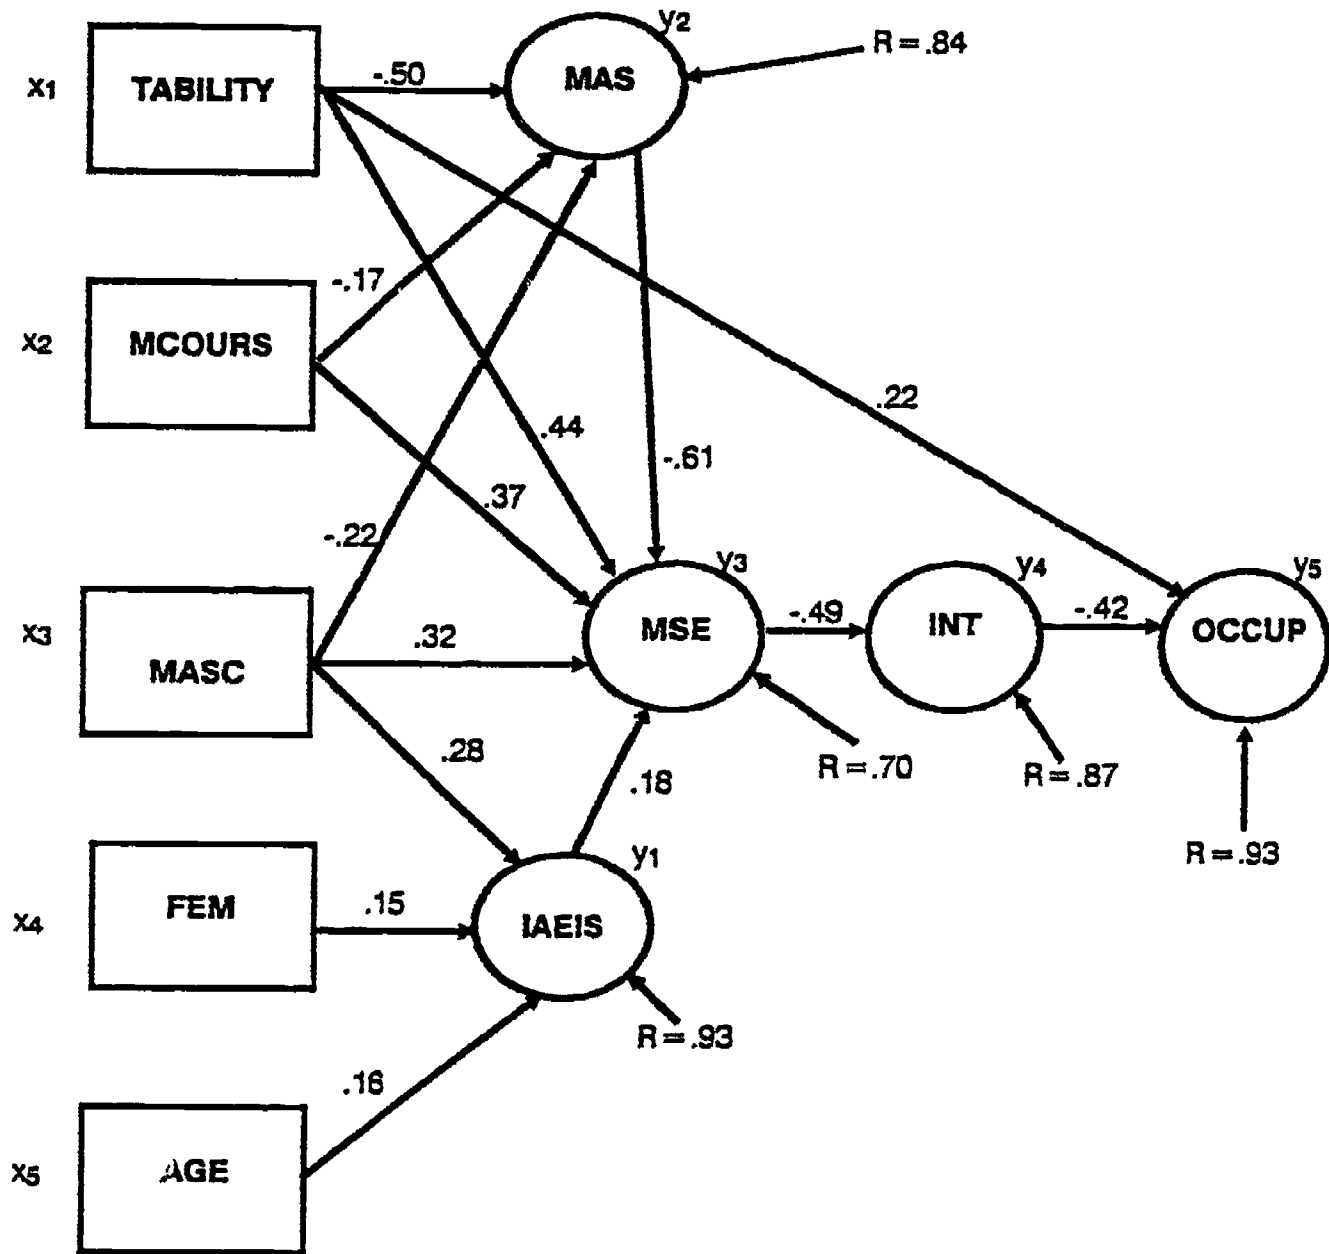 y2
R = .84
x1
TABILITY
-.50
MAS
-.17
x2
MCOURS
.22
.44
-.61
.37
-.22
y3
y4
y5
x3
MASC
.32
MSE
-.49
INT
-.42
OCCUP
.28
.18
R = .70
R = .87
R = .93
y1
x4
FEM
.15
IAEIS
R = .93
.16
x5
AGE